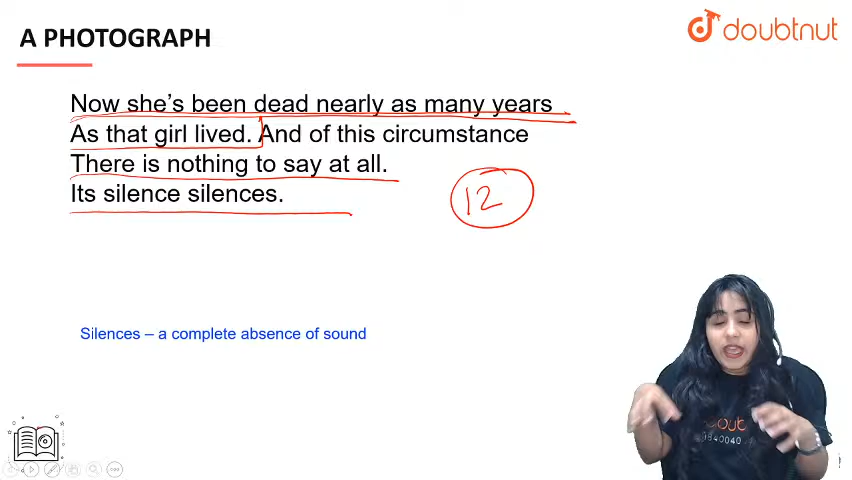 A PHOTOGRAPH
doubtnut
Now she's been dead nearly as many years
As that girl lived. And of this circumstance
There is nothing to say at all.
Its silence silences.
12
Silences – a complete absence of sound